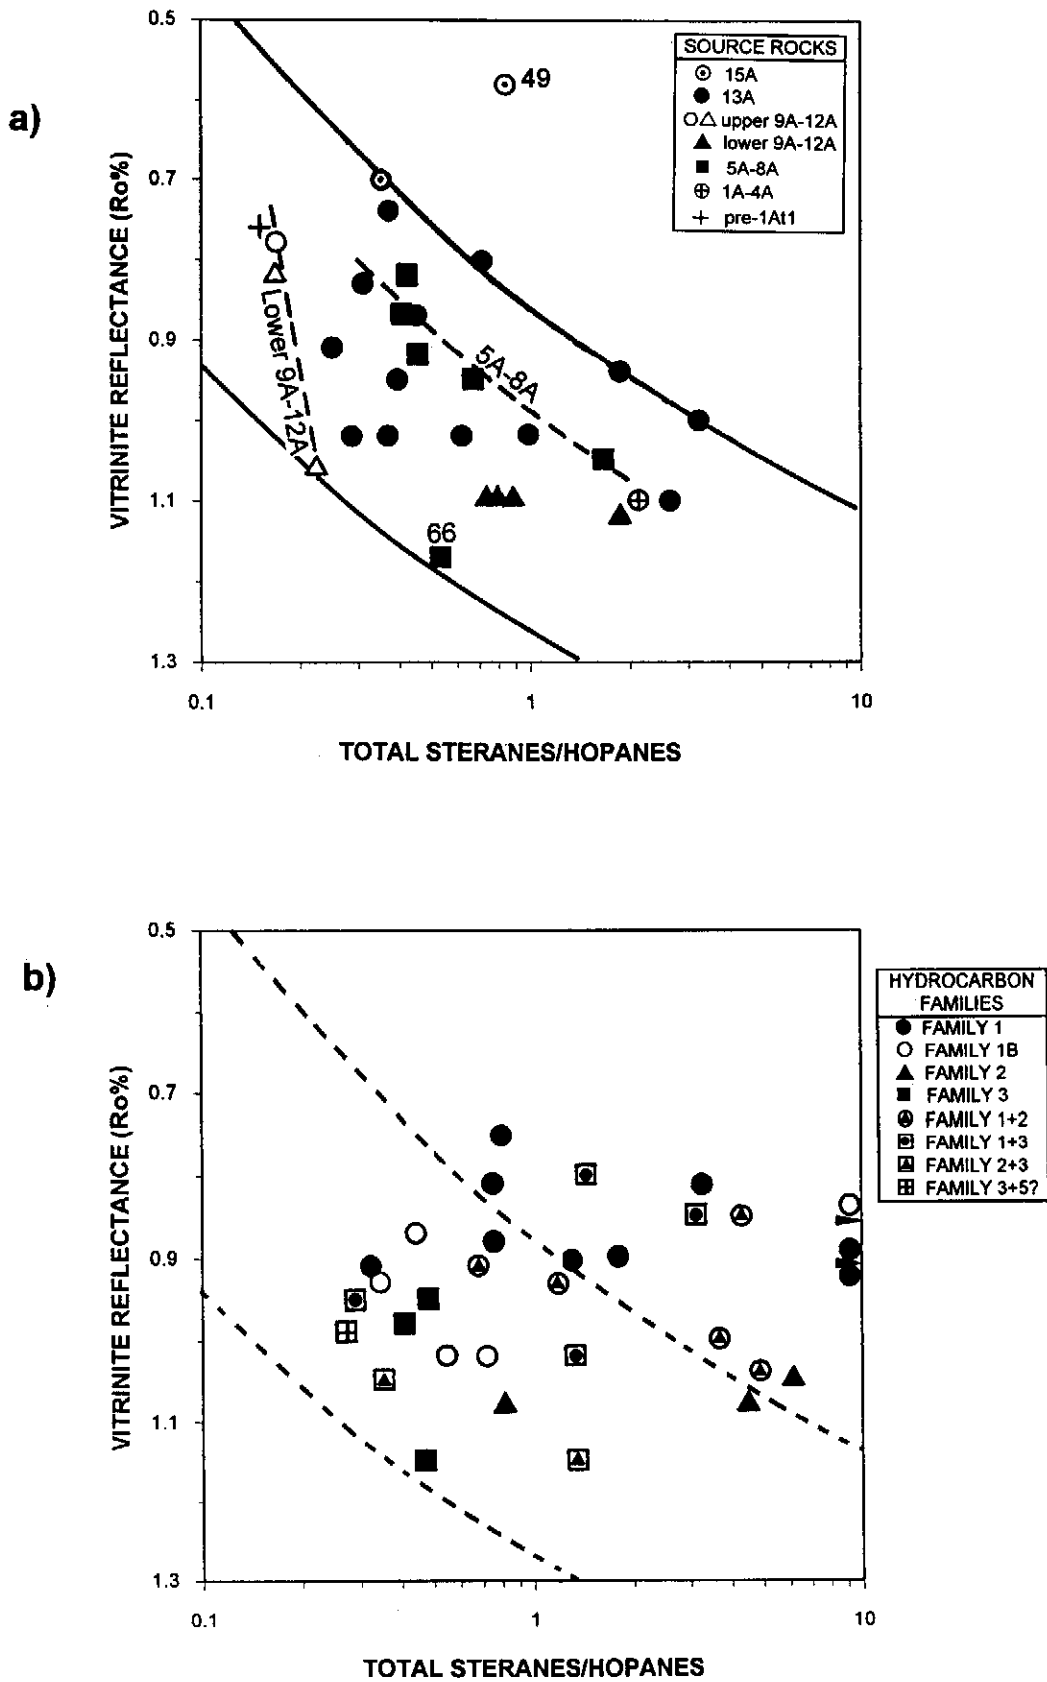 a)
0.5
0.7
0.9
1.1
1.3
VITRINITE REFLECTANCE (Ro%)
49
SOURCE ROCKS
15A
13A
upper 9A-12A
lower 9A-12A
5A-8A
1A-4A
pre-1At1
Lower 9A-12A
5A-8A
66
0.1
1
10
TOTAL STERANES/HOPANES
b)
0.5
0.7
0.9
1.1
1.3
VITRINITE REFLECTANCE (Ro%)
HYDROCARBON
FAMILIES
FAMILY 1
FAMILY 1B
FAMILY 2
FAMILY 3
FAMILY 1+2
FAMILY 1+3
FAMILY 2+3
FAMILY 3+5?
0.1
1
10
TOTAL STERANES/HOPANES